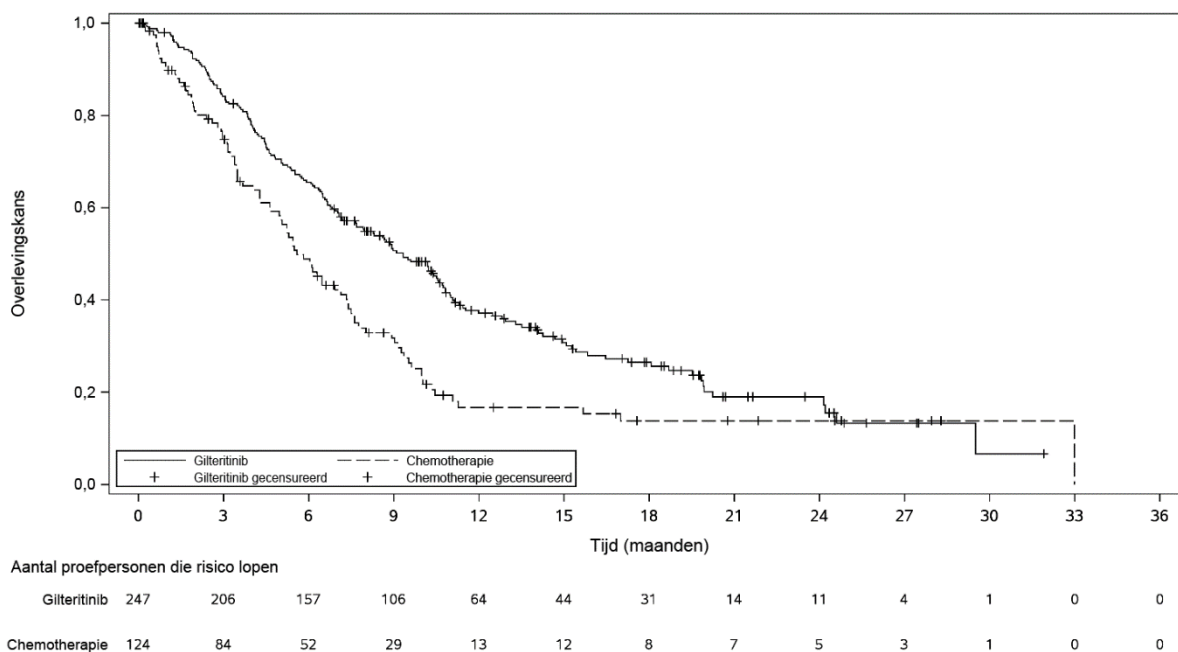 1,0
0,8
0,6
0,4
0,2
0,0
Overlevingskans
Gilteritinib Chemotherapie
Gilteritinib gecensureerd Chemotherapie gecensureerd
0 3 6 9 12 15 18 21 24 27 30 33 36
Tijd (maanden)
Aantal proefpersonen die risico lopen
Gilteritinib 247 206 157 106 64 44 31 14 11 4 1 0 0
Chemotherapie 124 84 52 29 13 12 8 7 5 3 1 0 0